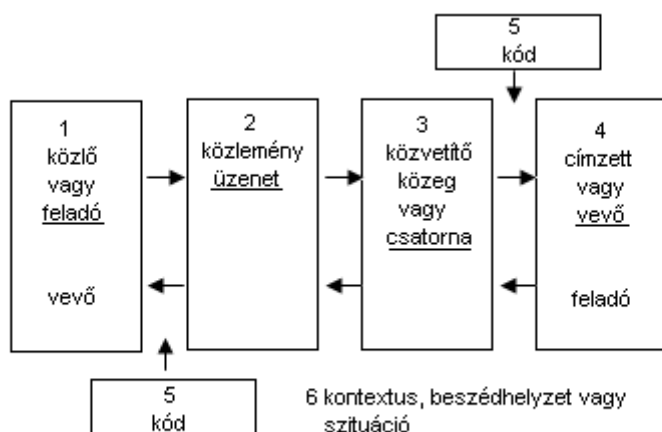 5
kód
1
közlő
vagy
feladó
vevő
2
közlemény
üzenet
3
közvetítő
közeg
vagy
csatorna
4
címzett
vagy
vevő
feladó
5
kód
6 kontextus, beszédhelyzet vagy
szituáció